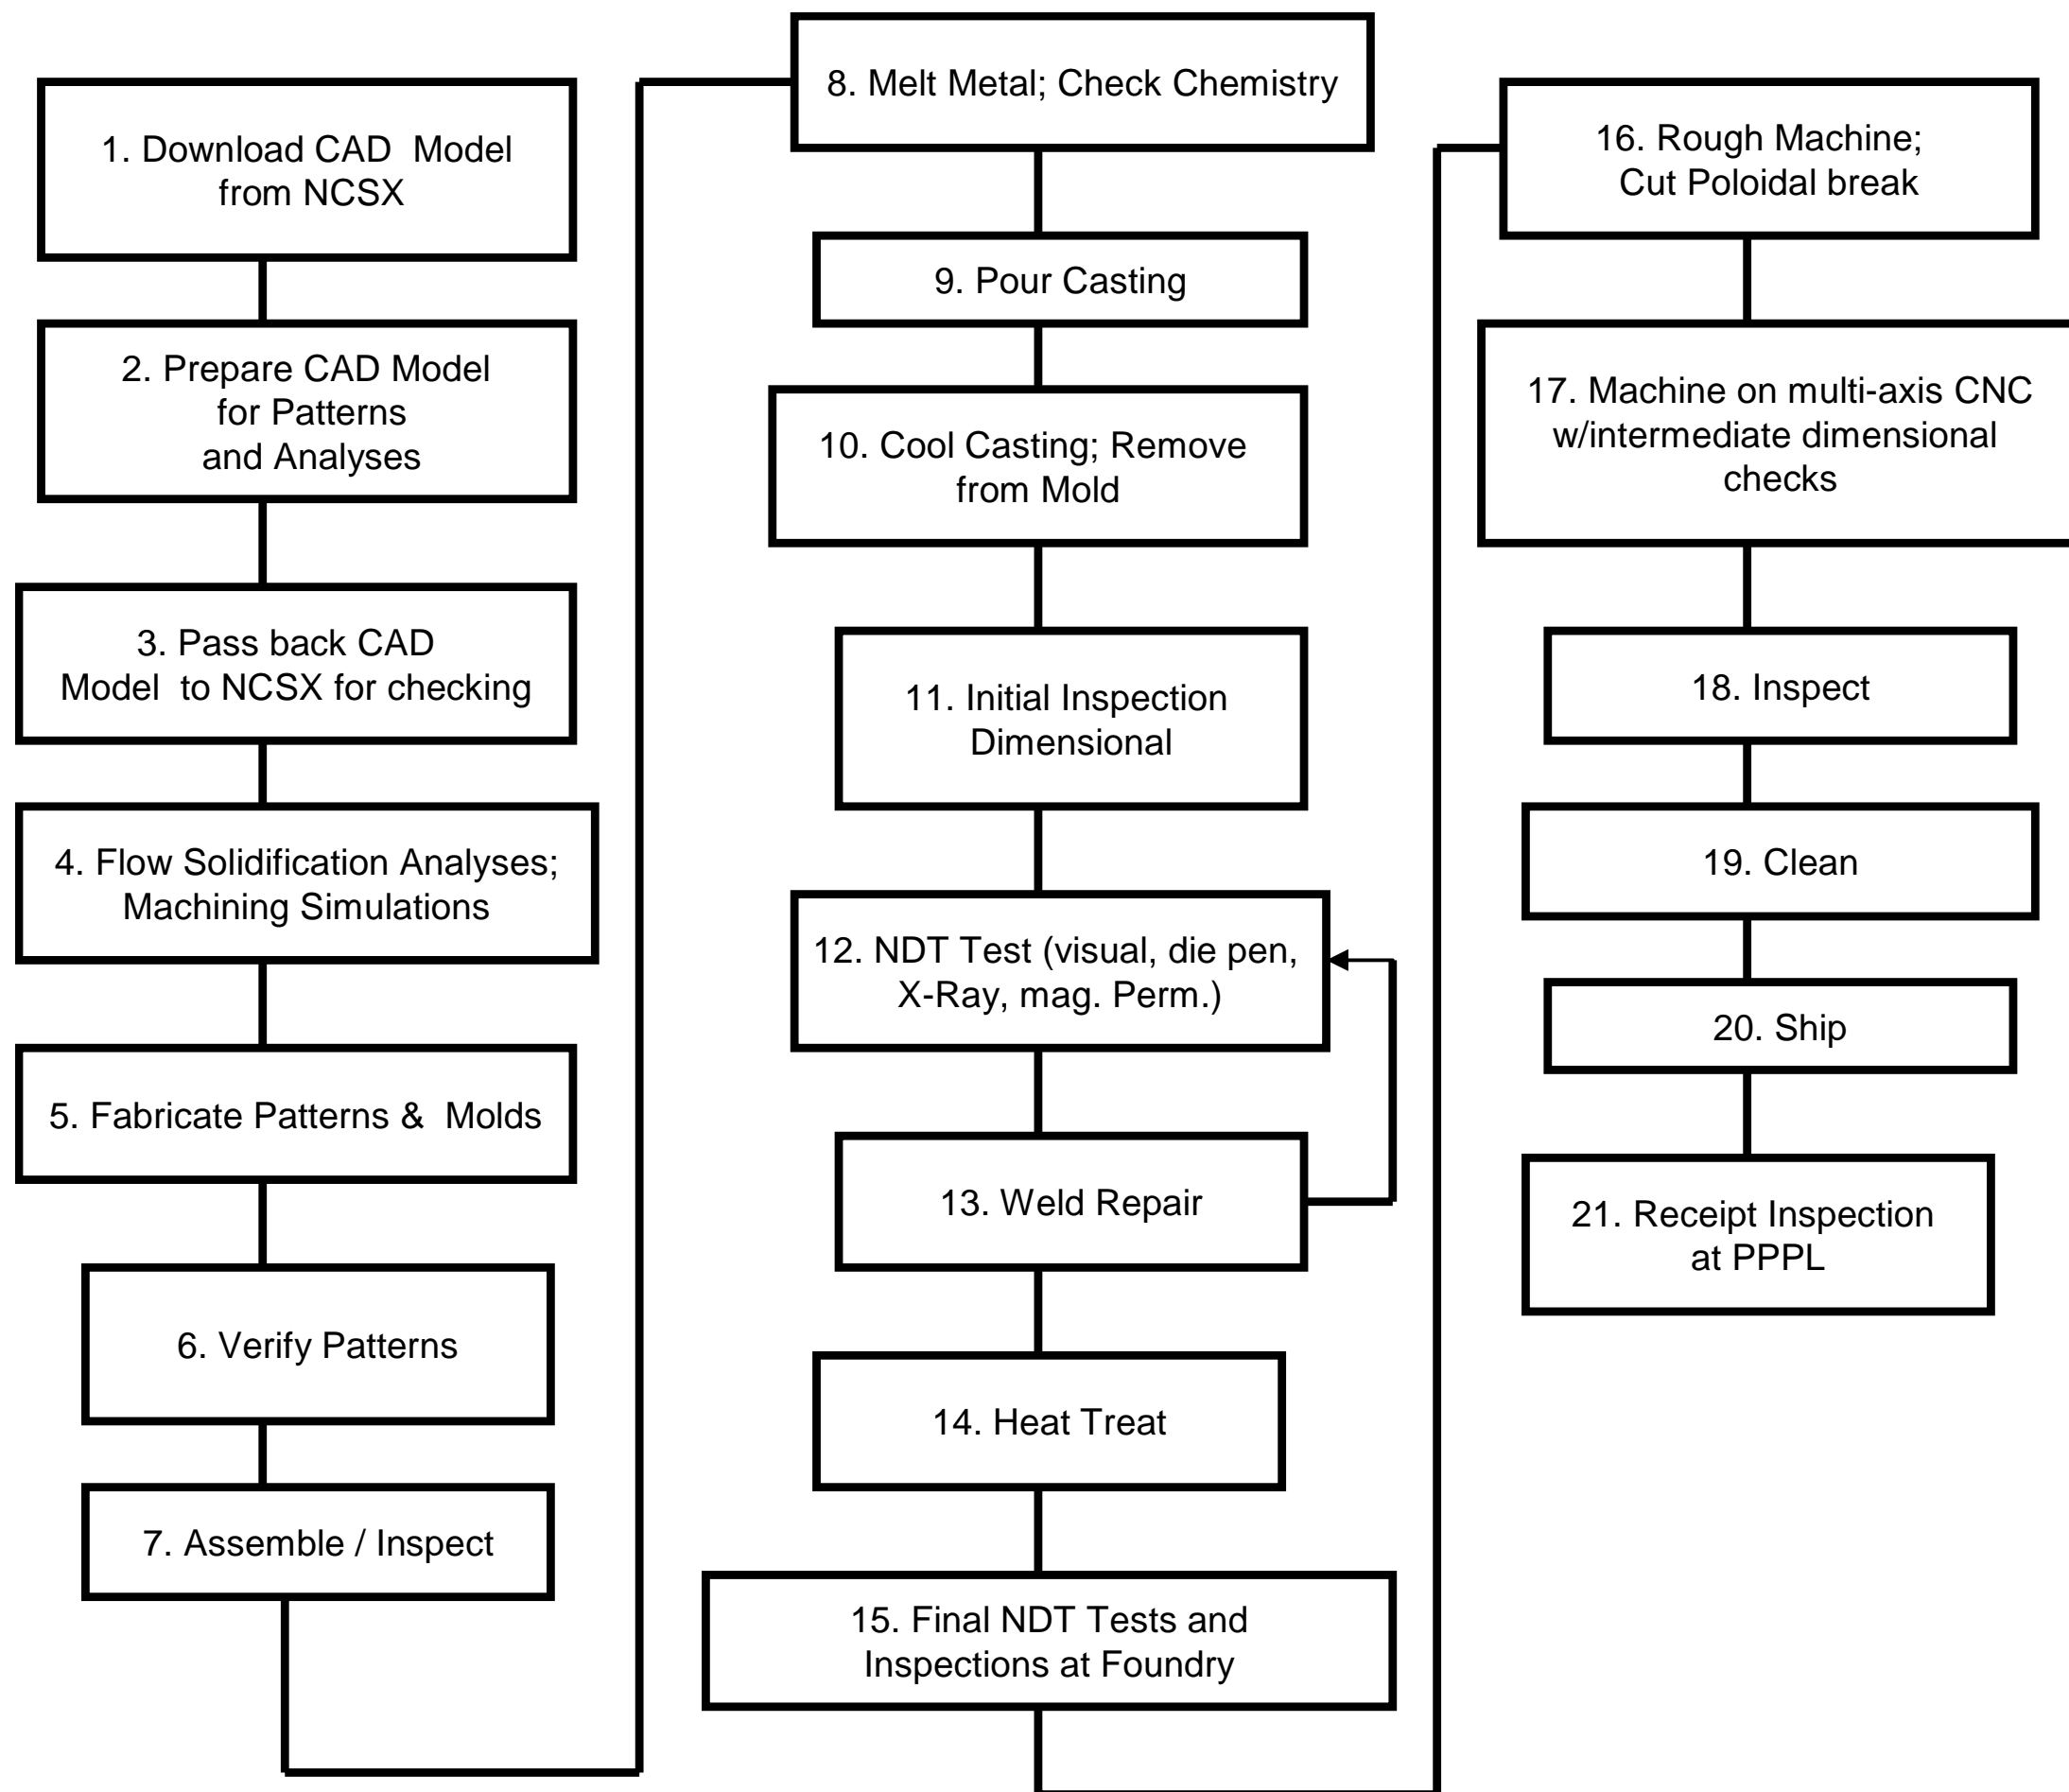 1. Download CAD Model
from NCSX
2. Prepare CAD Model
for Patterns
and Analyses
3. Pass back CAD
Model to NCSX for checking
4. Flow Solidification Analyses;
Machining Simulations
5. Fabricate Patterns & Molds
6. Verify Patterns
7. Assemble / Inspect
8. Melt Metal; Check Chemistry
9. Pour Casting
10. Cool Casting; Remove
from Mold
11. Initial Inspection
Dimensional
12. NDT Test (visual, die pen,
X-Ray, mag. Perm.)
13. Weld Repair
14. Heat Treat
15. Final NDT Tests and
Inspections at Foundry
16. Rough Machine;
Cut Poloidal break
17. Machine on multi-axis CNC
w/intermediate dimensional
checks
18. Inspect
19. Clean
20. Ship
21. Receipt Inspection
at PPPL